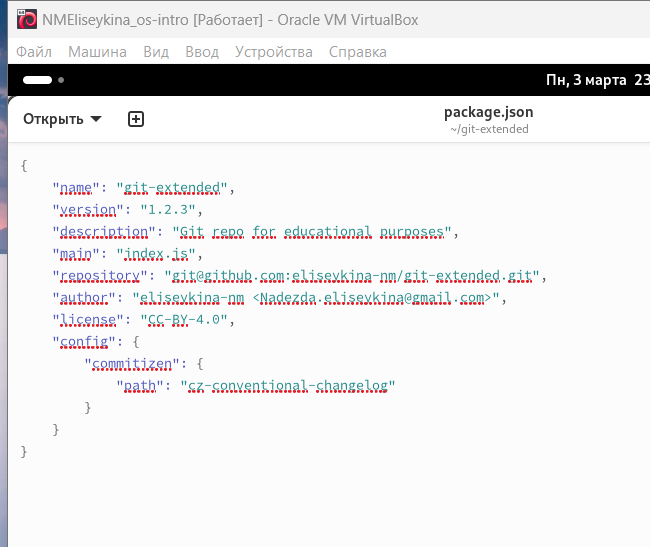 NMEliseykina_os-intro [Работает] - Oracle VM VirtualBox
Файл Машина Вид Ввод Устройства Справка
Пн, 3 марта 23
Открыть package.json
~/git-extended
{
    "name": "git-extended",
    "version": "1.2.3",
    "description": "Git repo for educational purposes",
    "main": "index.js",
    "repository": "git@github.com:eliseykina-nm/git-extended.git",
    "author": "eliseykina-nm <Nadezda.eliseykina@gmail.com>",
    "license": "CC-BY-4.0",
    "config": {
        "commitizen": {
            "path": "cz-conventional-changelog"
        }
    }
}